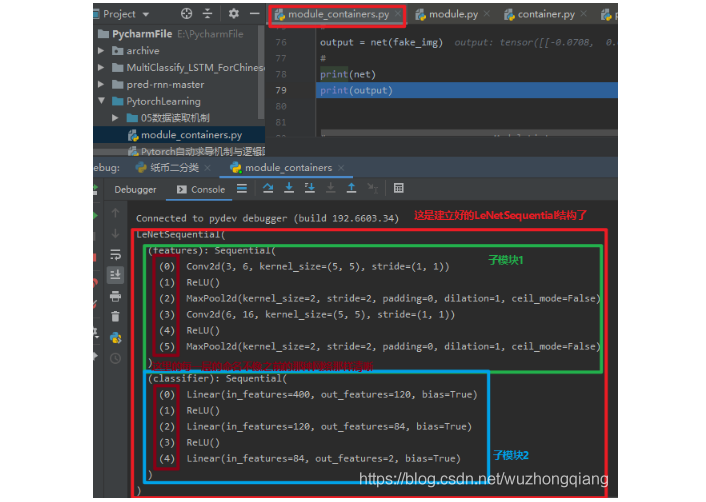 Project
module_containers.py
module.py
container.py
PycharmFile E:\PycharmFile
archive
MultiClassify_LSTM_ForChinese
pred-rnn-master
PytorchLearning
05数据读取机制
module_containers.py
Pytorch自动求导机制与逻辑回
76 output = net(fake_img) output: tensor([[-0.0708, 0.
77 #
78 print(net)
79 print(output)
80
81
ebug: 纸币二分类 module_containers
Debugger Console
Connected to pydev debugger (build 192.6603.34)
这是建立好的LeNetSequential结构了
LeNetSequential(
(features): Sequential(
子模块1
(0) Conv2d(3, 6, kernel_size=(5, 5), stride=(1, 1))
(1) ReLU()
(2) MaxPool2d(kernel_size=2, stride=2, padding=0, dilation=1, ceil_mode=False)
(3) Conv2d(6, 16, kernel_size=(5, 5), stride=(1, 1))
(4) ReLU()
(5) MaxPool2d(kernel_size=2, stride=2, padding=0, dilation=1, ceil_mode=False)
)
(classifier): Sequential(
(0) Linear(in_features=400, out_features=120, bias=True)
(1) ReLU()
(2) Linear(in_features=120, out_features=84, bias=True)
(3) ReLU()
(4) Linear(in_features=84, out_features=2, bias=True)
子模块2
)
)
https://blog.csdn.net/wuzhongqiang